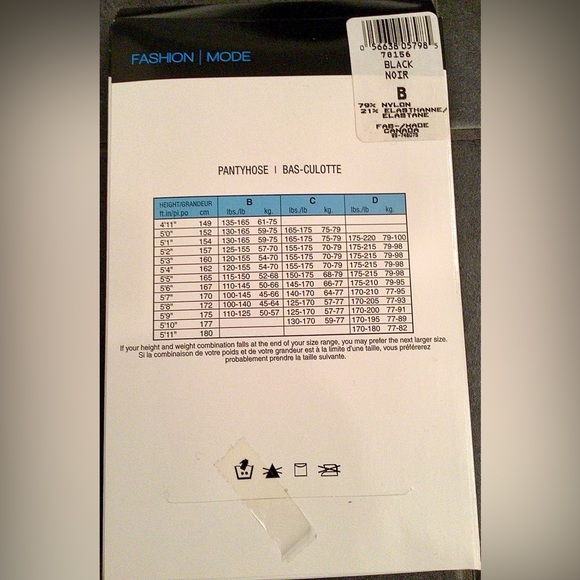 FASHION | MODE
0 56638 05798 5
70156
BLACK
NOIR
B
79% NYLON
21% ELASTHANNE/
ELASTANE
FAB-/MADE
CANADA
PANTYHOSE | BAS-CULOTTE
HEIGHT/GRANDEUR B C D
ft.in/pi.po cm lbs./lb kg. lbs./lb kg. lbs./lb kg.
4'11" 149 135-165 61-75
5'0" 152 130-165 59-75 165-175 75-79
5'1" 154 130-165 59-75 165-175 75-79 175-220 79-100
5'2" 157 125-155 57-70 155-175 70-79 175-215 79-98
5'3" 160 120-155 54-70 155-175 70-79 175-215 79-98
5'4" 162 120-155 54-70 155-175 70-79 175-215 79-98
5'5" 165 115-150 52-68 150-175 68-79 175-215 79-98
5'6" 167 110-145 50-66 145-170 66-77 175-210 79-95
5'7" 170 100-145 45-66 140-170 64-77 170-210 77-95
5'8" 172 100-140 45-64 125-170 57-77 170-205 77-93
5'9" 175 110-125 50-57 125-170 57-77 170-200 77-91
5'10" 177 130-170 59-77 170-195 77-89
5'11" 180 170-180 77-82
If your height and weight combination falls at the end of your size range, you may prefer the next larger size.
Si la combinaison de votre poids et de votre grandeur est à la limite d'une taille, vous préférerez
probablement prendre la taille suivante.